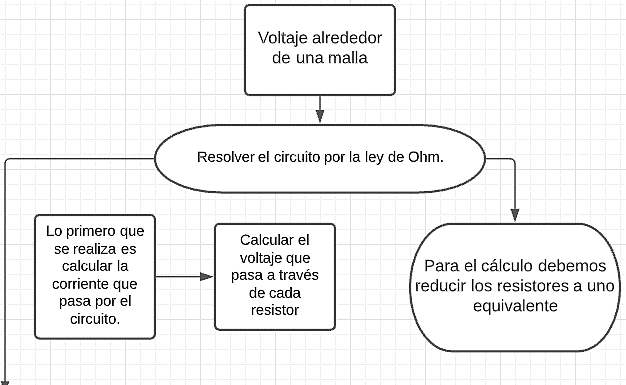 Voltaje alrededor
de una malla
Resolver el circuito por la ley de Ohm.
Lo primero que
se realiza es
calcular la
corriente que
pasa por el
circuito.
Calcular el
voltaje que
pasa a través
de cada
resistor
Para el cálculo debemos
reducir los resistores a uno
equivalente